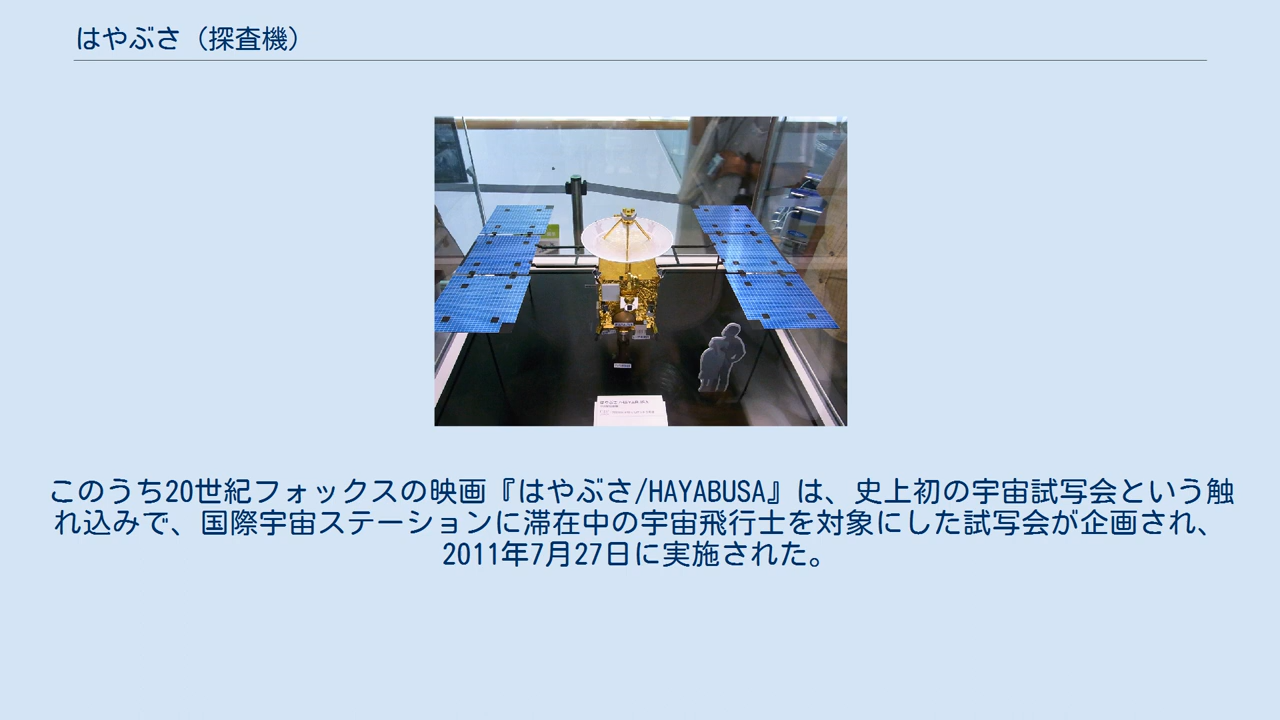 はやぶさ（探査機）
このうち20世紀フォックスの映画『はやぶさ/HAYABUSA』は、史上初の宇宙試写会という触
れ込みで、国際宇宙ステーションに滞在中の宇宙飛行士を対象にした試写会が企画され、
2011年7月27日に実施された。